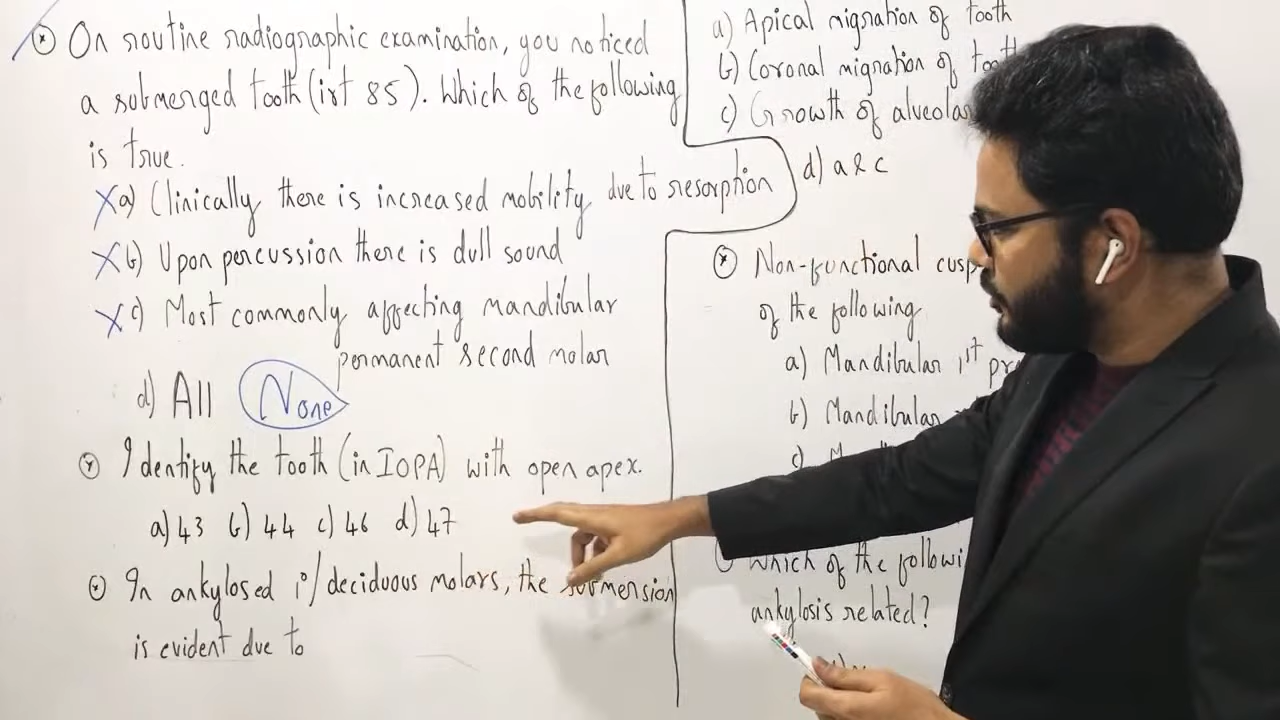 On routine radiographic examination, you noticed
a submerged tooth (irt 85). Which of the following
is true.
X a) Clinically there is increased mobility due to resorption
X b) Upon percussion there is dull sound
X c) Most commonly affecting mandibular
permanent second molar
d) All None
Identify the tooth (in IOPA) with open apex.
a) 43 b) 44 c) 46 d) 47
In ankylosed 1°/deciduous molars, the submersion
is evident due to
a) Apical migration of tooth
b) Coronal migration of tooth
c) Growth of alveolar
d) a & c
Non-functional cusp
of the following
a) Mandibular 1st
b) Mandibular
Which of the
ankylosis related?